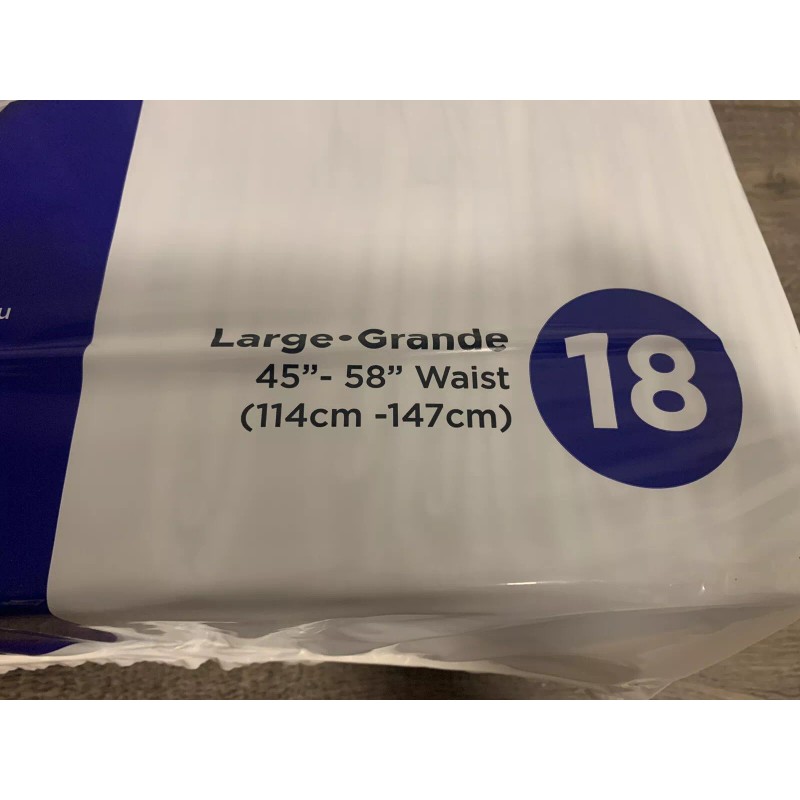 Large•Grande
45”- 58” Waist
(114cm -147cm)
18